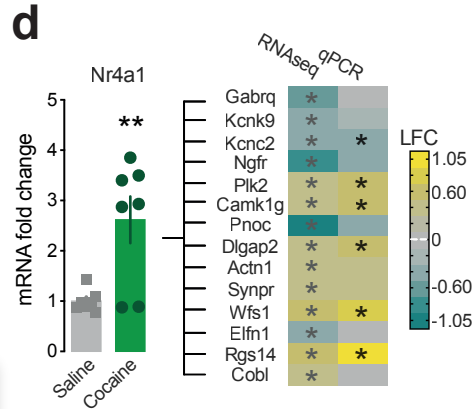 d
Nr4a1
mRNA fold change
5
4
3
2
1
0
**
Saline
Cocaine
RNAseq
qPCR
Gabrq *
Kcnk9 *
Kcnc2 * *
Ngfr *
Plk2 * *
Camk1g * *
Pnoc *
Dlgap2 * *
Actn1 *
Synpr *
Wfs1 * *
Elfn1 *
Rgs14 * *
Cobl *
LFC
1.05
0.60
0
-0.60
-1.05